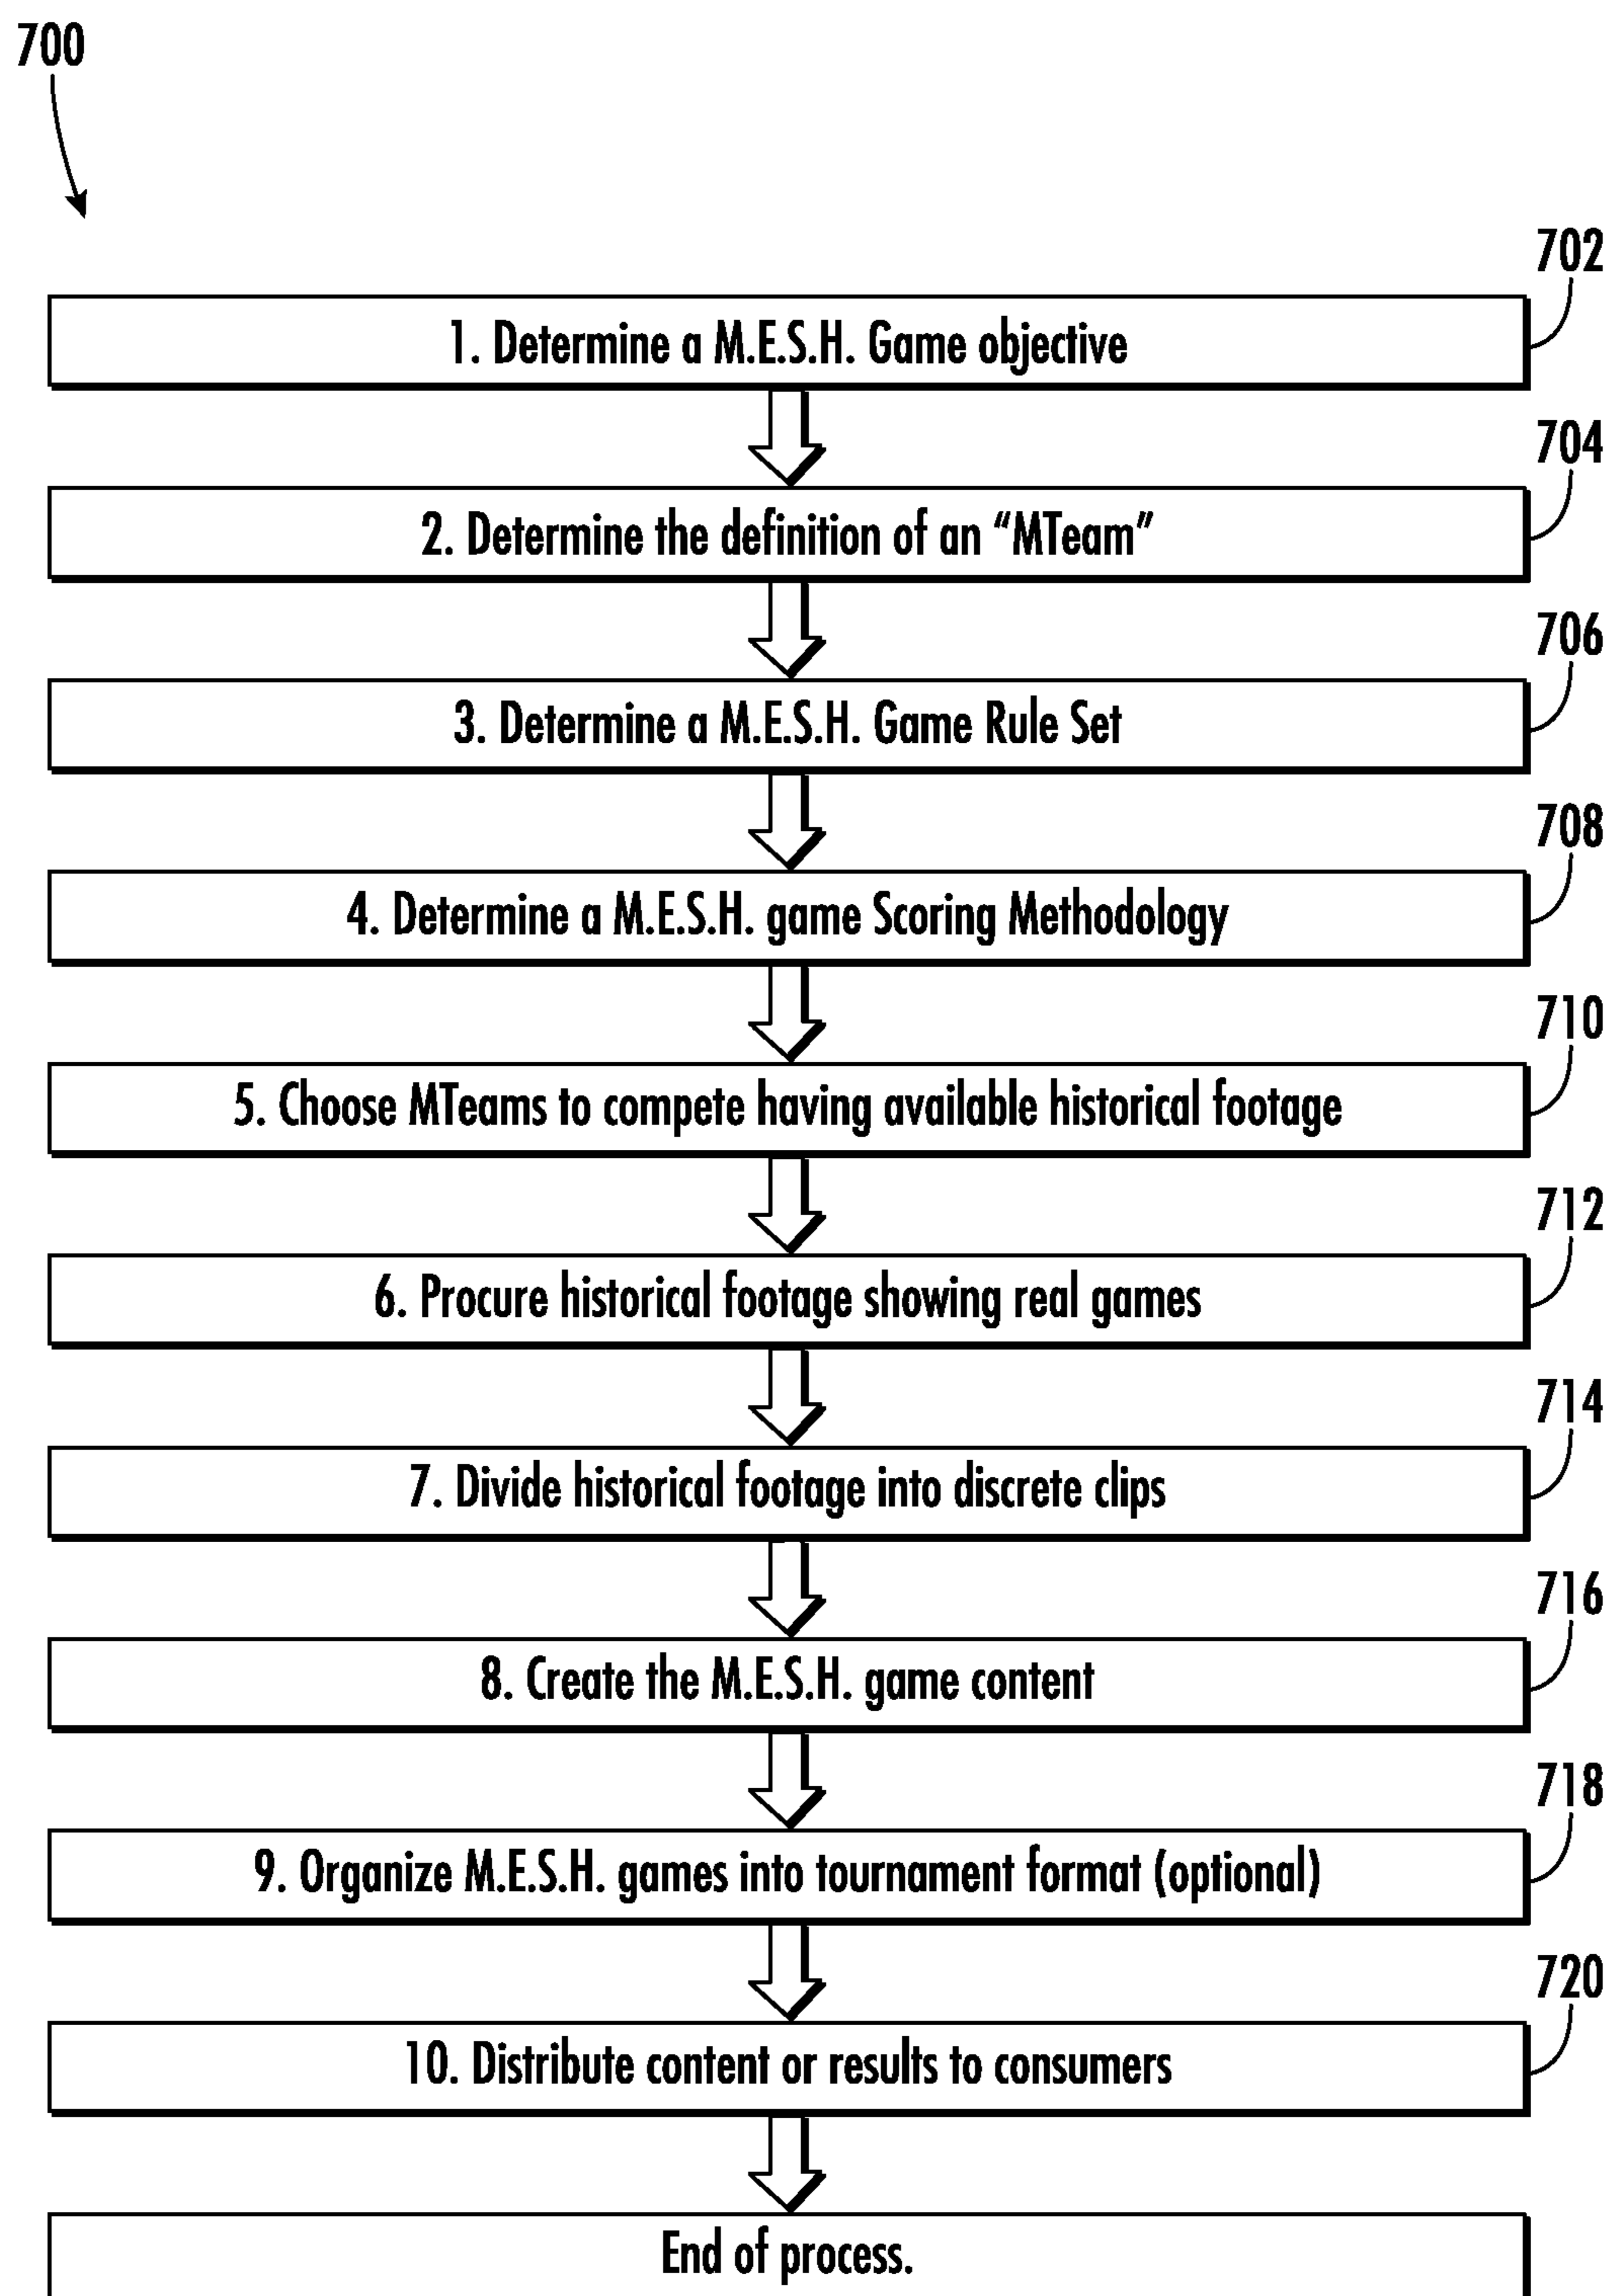 700
702
1. Determine a M.E.S.H. Game objective
704
2. Determine the definition of an “MTeam”
706
3. Determine a M.E.S.H. Game Rule Set
708
4. Determine a M.E.S.H. game Scoring Methodology
710
5. Choose MTeams to compete having available historical footage
712
6. Procure historical footage showing real games
714
7. Divide historical footage into discrete clips
716
8. Create the M.E.S.H. game content
718
9. Organize M.E.S.H. games into tournament format (optional)
720
10. Distribute content or results to consumers
End of process.